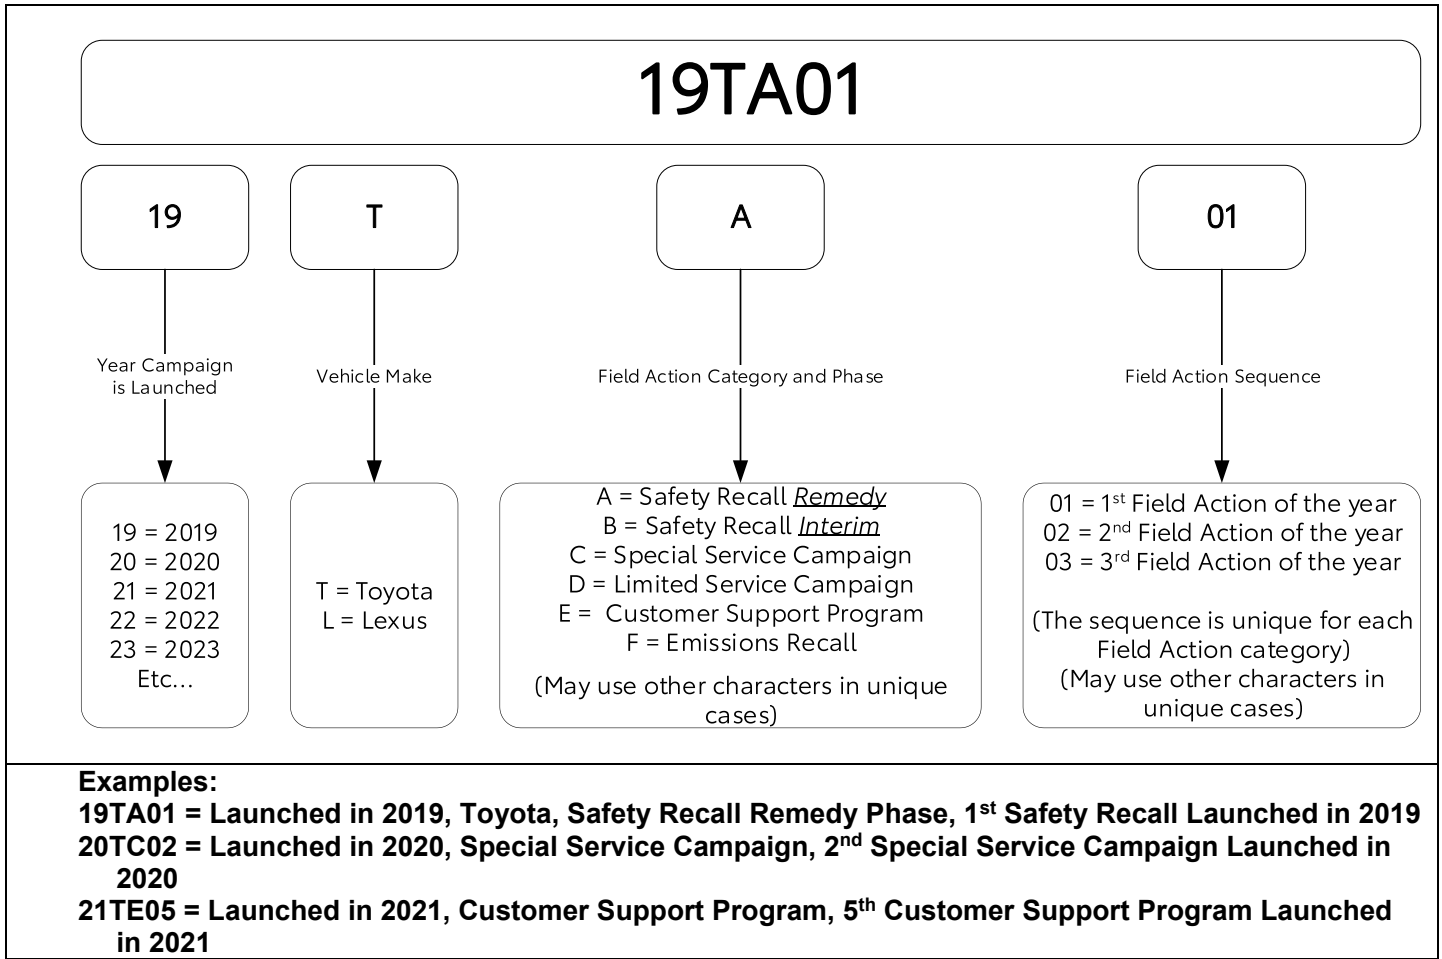 19TA01
19
T
A
01
Year Campaign
is Launched
Vehicle Make
Field Action Category and Phase
Field Action Sequence
19 = 2019
20 = 2020
21 = 2021
22 = 2022
23 = 2023
Etc...
T = Toyota
L = Lexus
A = Safety Recall Remedy
B = Safety Recall Interim
C = Special Service Campaign
D = Limited Service Campaign
E =  Customer Support Program
F = Emissions Recall
(May use other characters in unique
cases)
01 = 1st Field Action of the year
02 = 2nd Field Action of the year
03 = 3rd Field Action of the year
(The sequence is unique for each
Field Action category)
(May use other characters in
unique cases)
Examples:
19TA01 = Launched in 2019, Toyota, Safety Recall Remedy Phase, 1st Safety Recall Launched in 2019
20TC02 = Launched in 2020, Special Service Campaign, 2nd Special Service Campaign Launched in
2020
21TE05 = Launched in 2021, Customer Support Program, 5th Customer Support Program Launched
in 2021